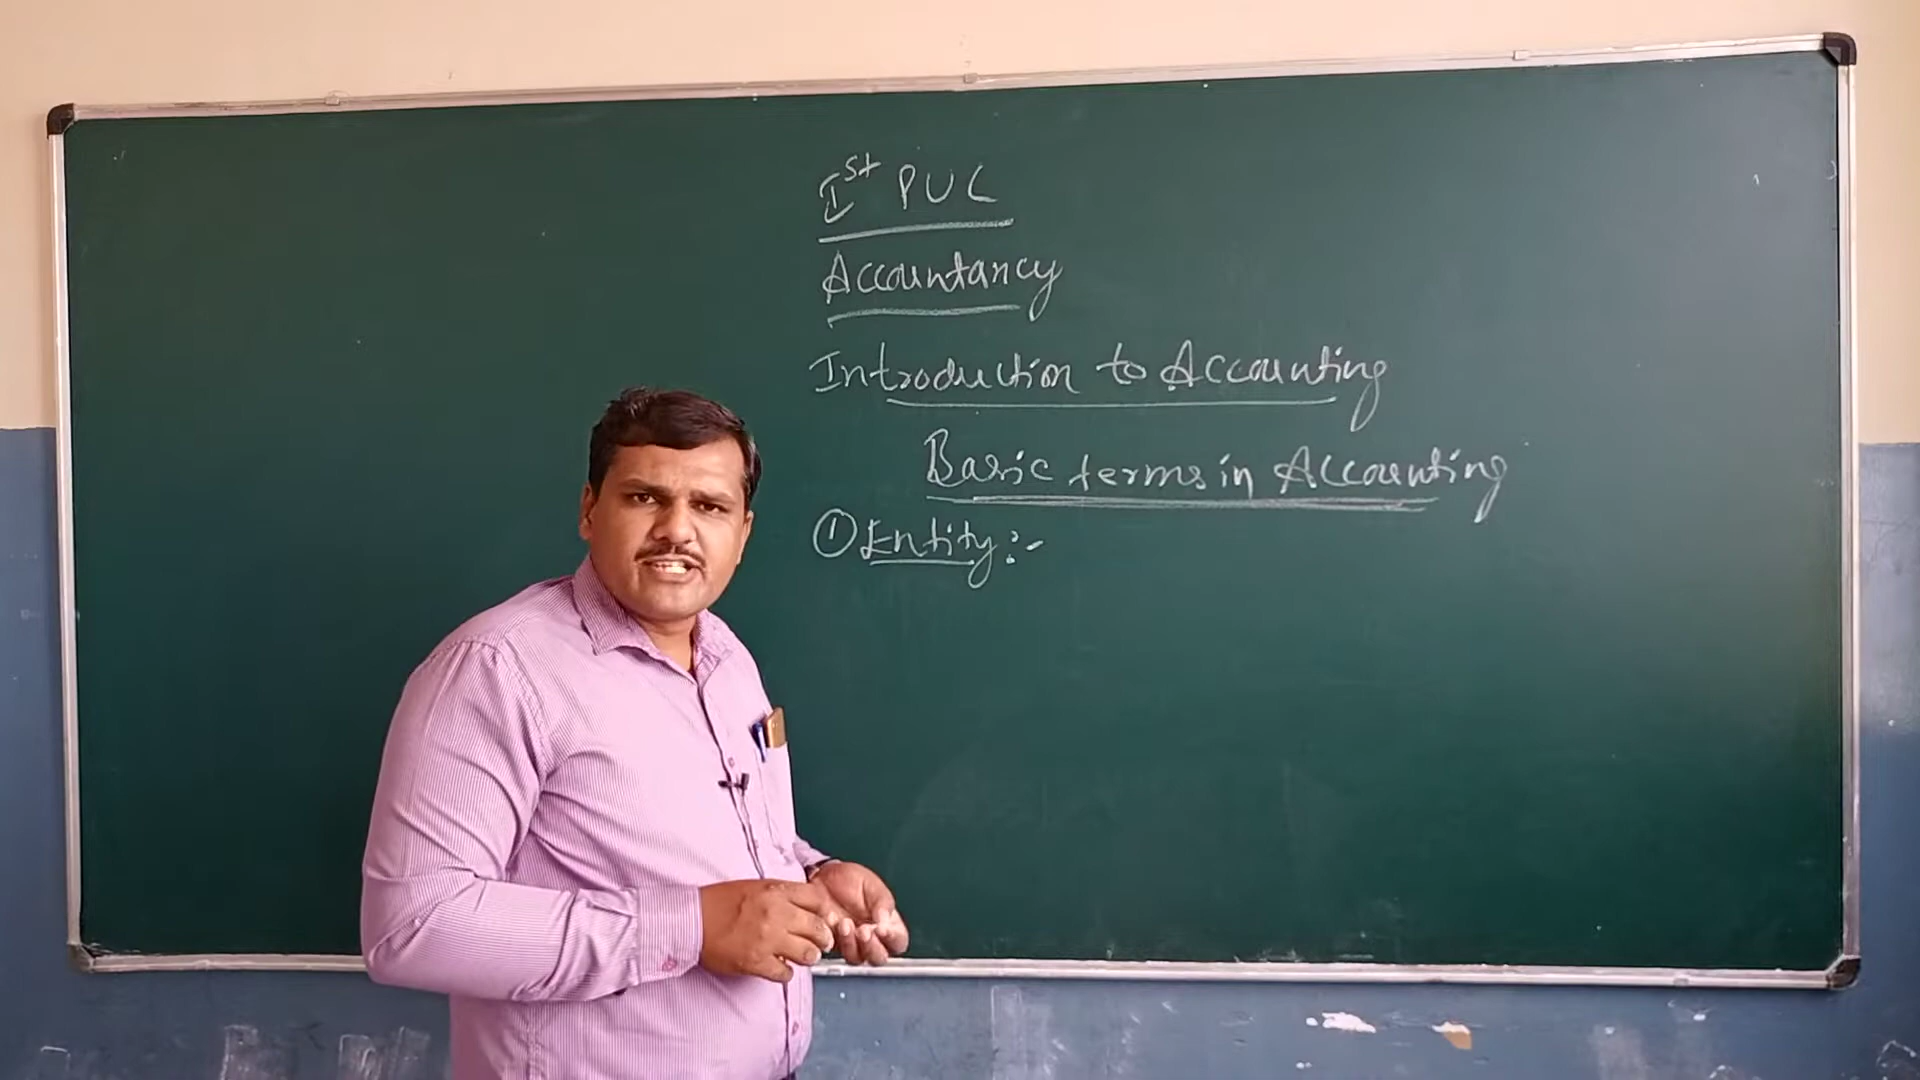 Ist PUC
Accountancy
Introduction to Accounting
Basic terms in Accounting
① Entity :-